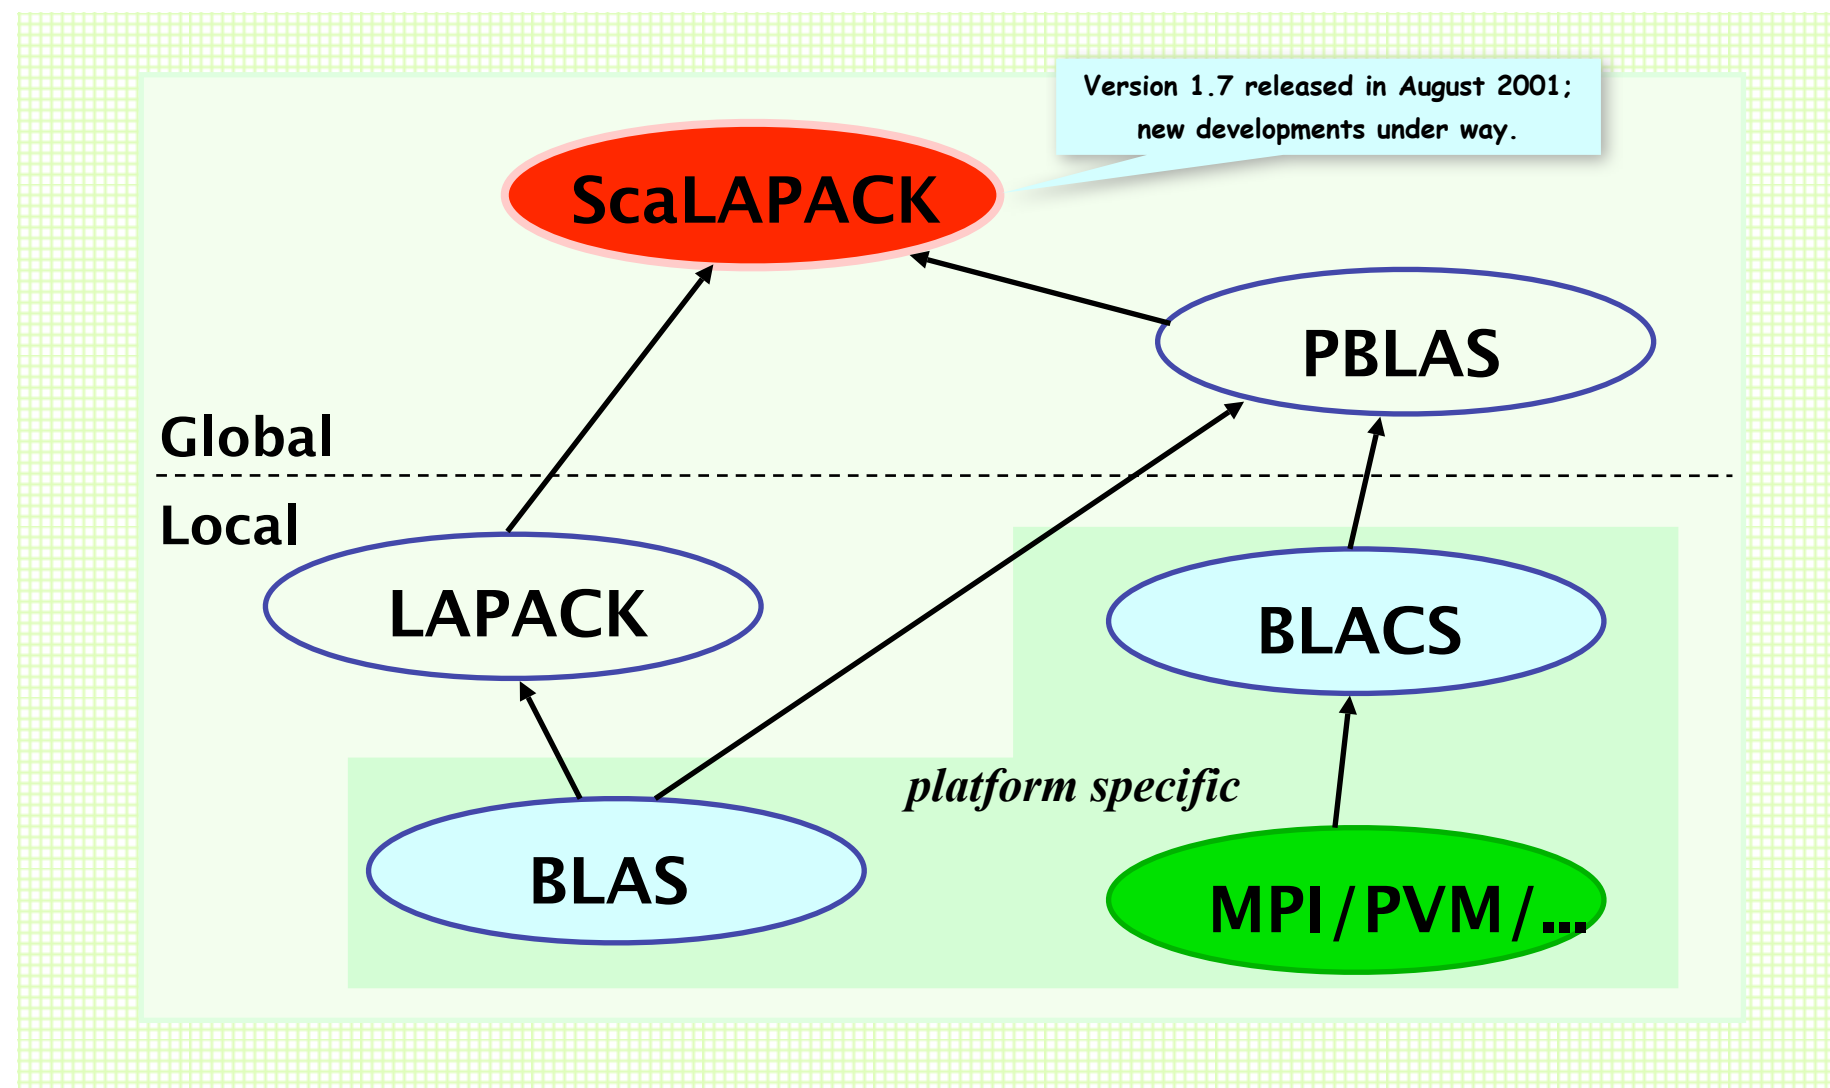 Version 1.7 released in August 2001;
new developments under way.
ScaLAPACK
PBLAS
Global
Local
LAPACK
BLACS
platform specific
BLAS
MPI/PVM/...